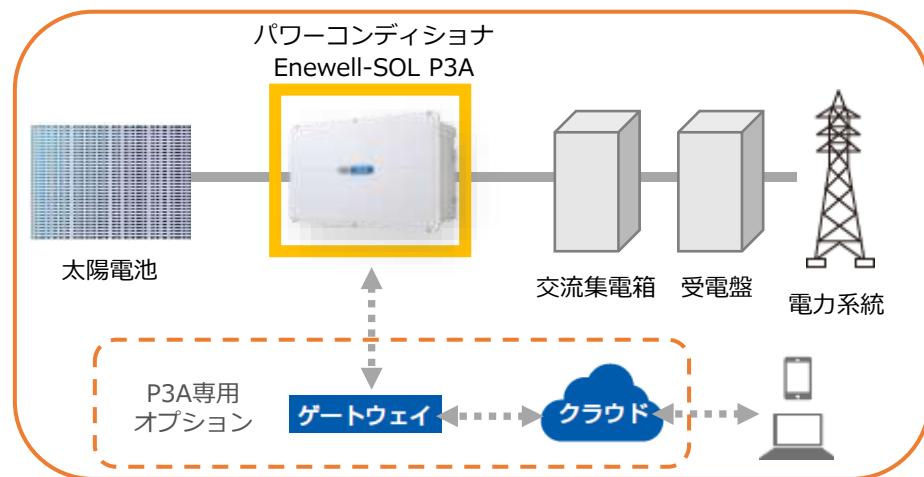 パワーコンディショナ
Enewell-SOL P3A
太陽電池
交流集電箱
受電盤
電力系統
P3A専用
オプション
ゲートウェイ
クラウド